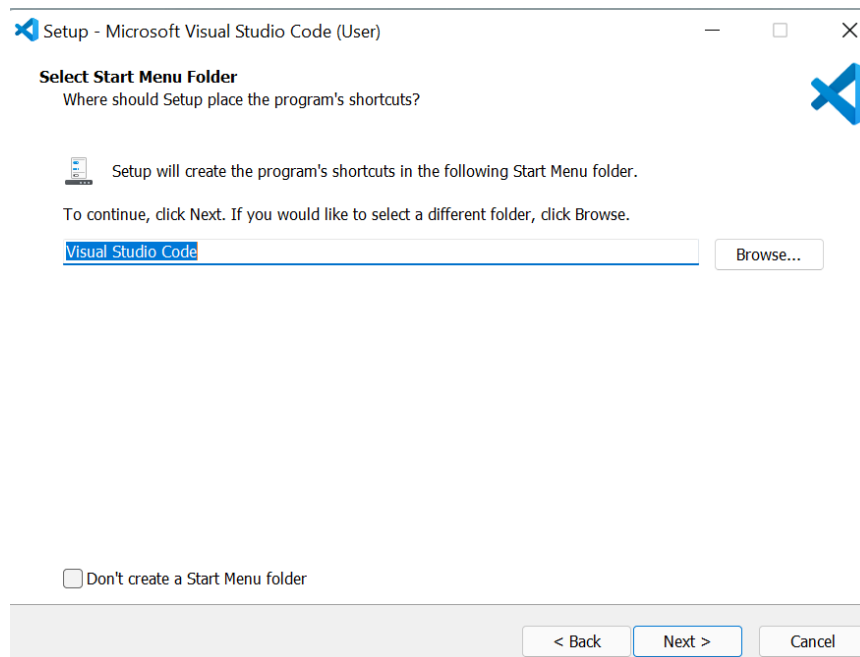 Setup - Microsoft Visual Studio Code (User)
Select Start Menu Folder
Where should Setup place the program's shortcuts?
Setup will create the program's shortcuts in the following Start Menu folder.
To continue, click Next. If you would like to select a different folder, click Browse.
Visual Studio Code
Browse...
Don't create a Start Menu folder
< Back
Next >
Cancel